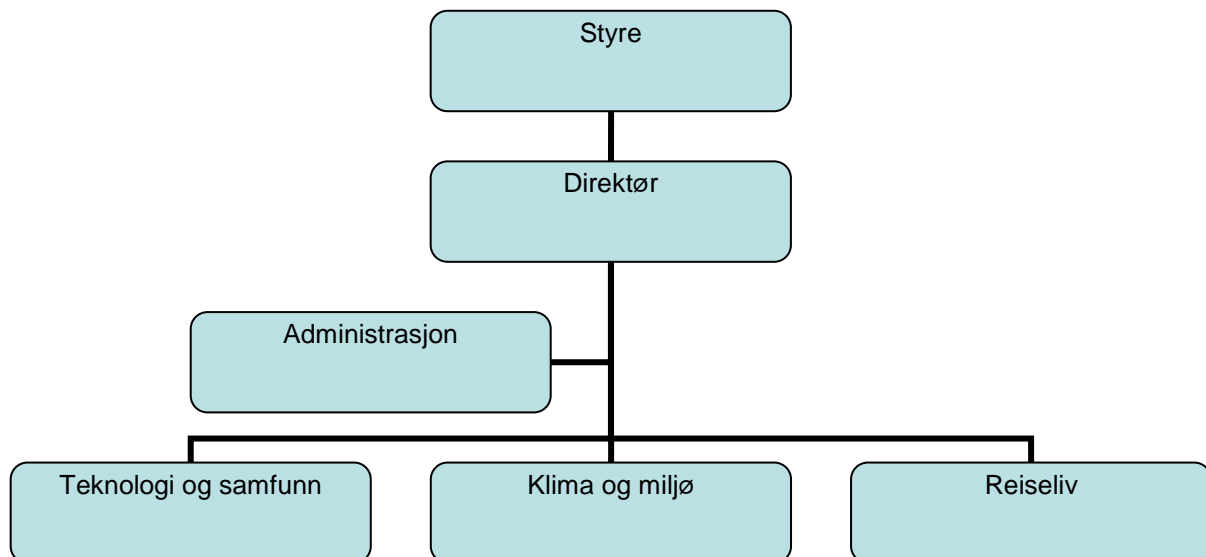 Styre
Direktør
Administrasjon
Teknologi og samfunn
Klima og miljø
Reiseliv